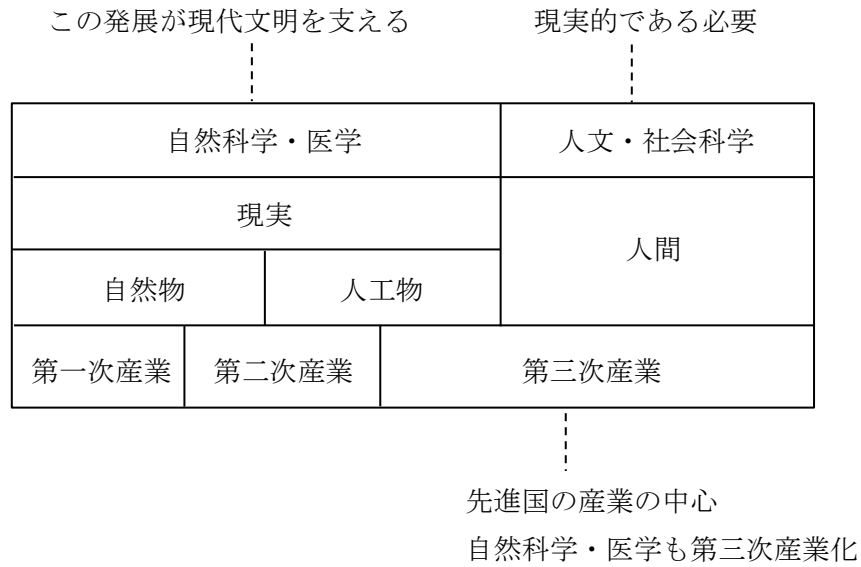 この発展が現代文明を支える
現実的である必要
自然科学・医学
人文・社会科学
現実
人間
自然物
人工物
第一次産業
第二次産業
第三次産業
先進国の産業の中心
自然科学・医学も第三次産業化